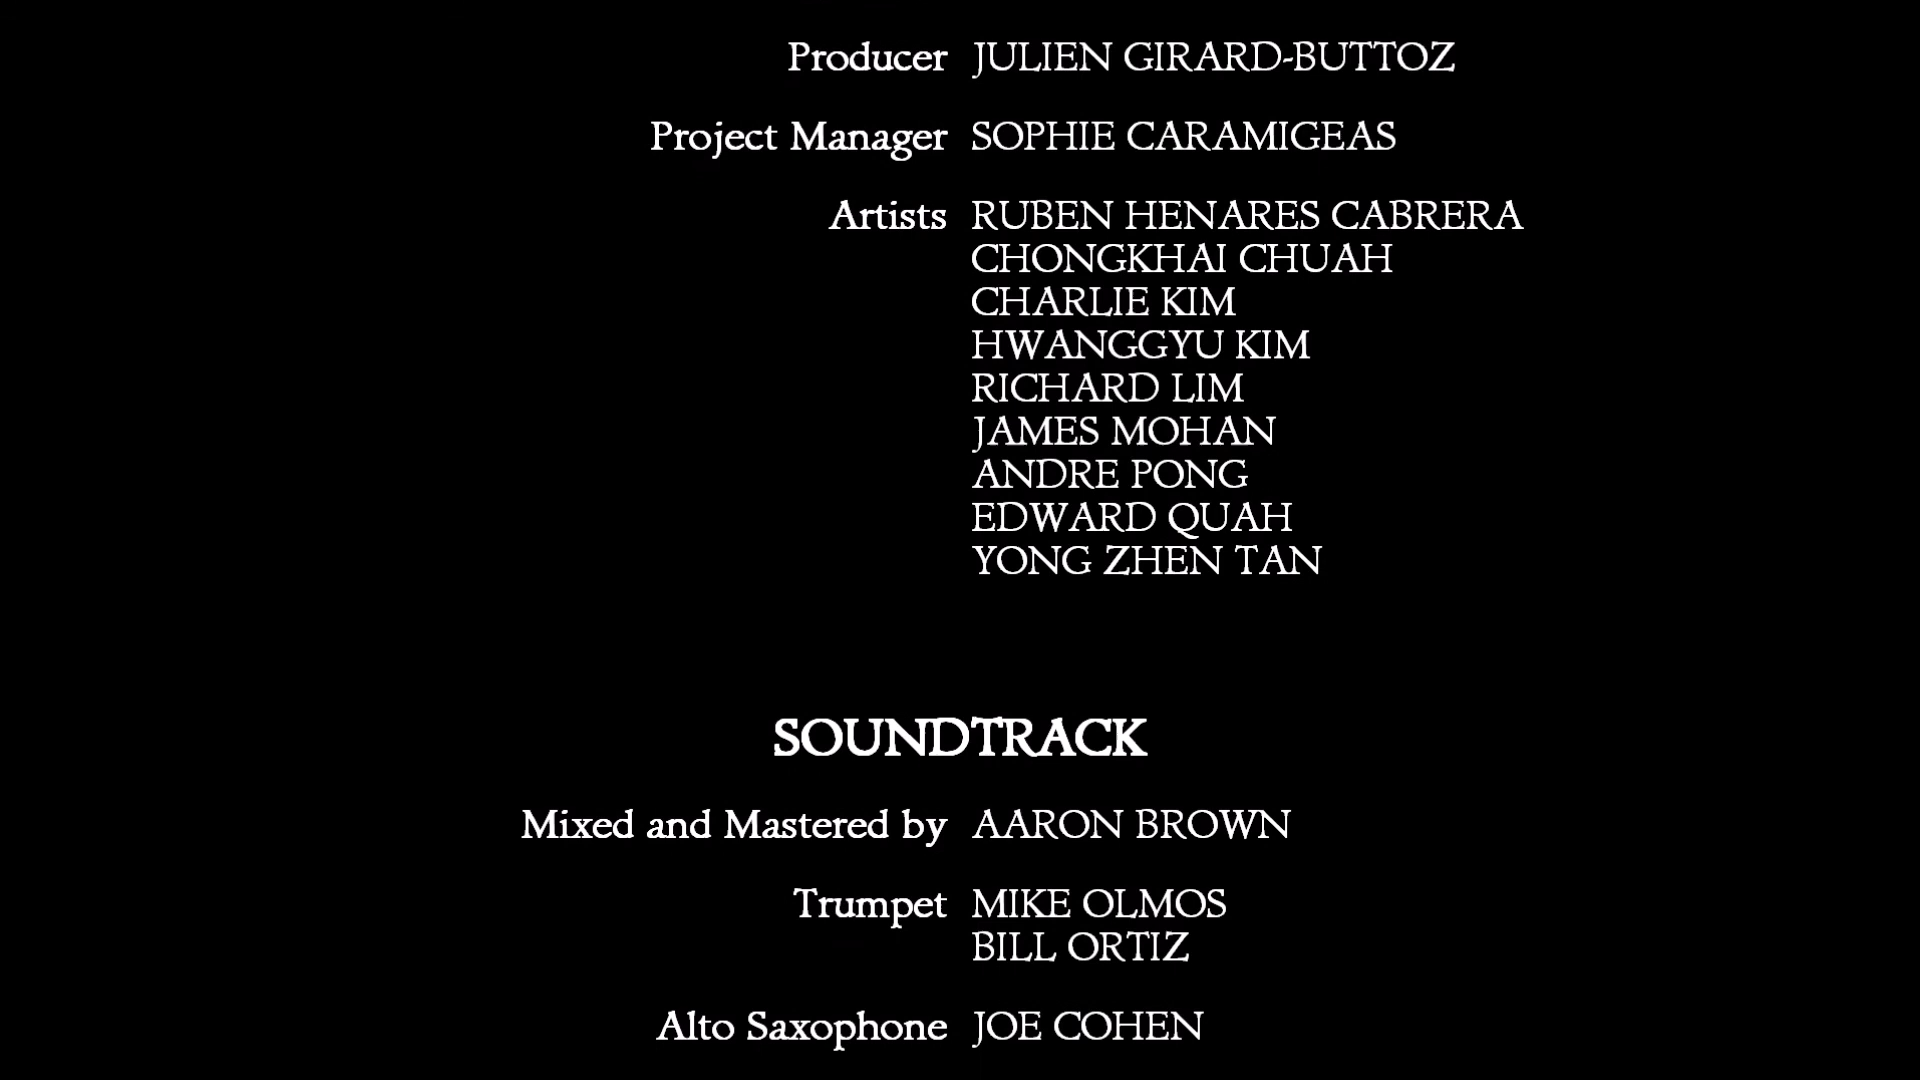 Producer JULIEN GIRARD-BUTTOZ
Project Manager SOPHIE CARAMIGEAS
Artists RUBEN HENARES CABRERA
CHONGKHAI CHUAH
CHARLIE KIM
HWANGGYU KIM
RICHARD LIM
JAMES MOHAN
ANDRE PONG
EDWARD QUAH
YONG ZHEN TAN
SOUNDTRACK
Mixed and Mastered by AARON BROWN
Trumpet MIKE OLMOS
BILL ORTIZ
Alto Saxophone JOE COHEN